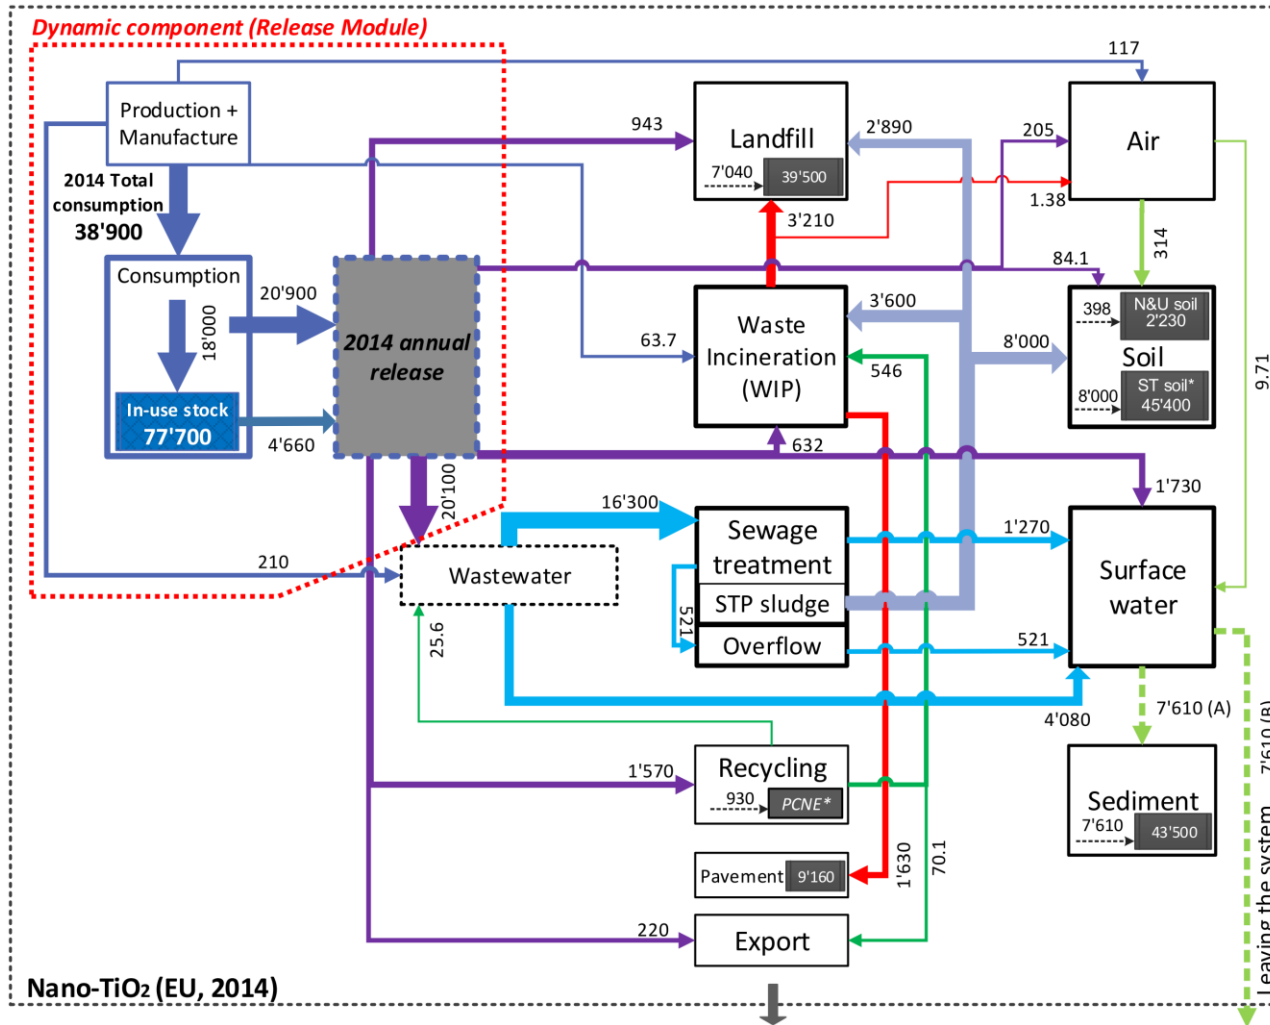 Dynamic component (Release Module)
117
Production +
Manufacture
943
Landfill
2'890
205
Air
7'040
39'500
2014 Total
consumption
38'900
3'210
1.38
314
84.1
Consumption
20'900
18'000
2014 annual
release
3'600
Waste
Incineration
(WIP)
63.7
546
8'000
398
N&U soil
2'230
Soil
8'000
ST soil*
45'400
9.71
In-use stock
77'700
4'660
632
1'730
20'100
16'300
Sewage
treatment
STP sludge
Overflow
521
1'270
521
Surface
water
210
Wastewater
25.6
4'080
7'610 (A)
7'610 (B)
Leaving the system
1'570
Recycling
930
PCNE*
Sediment
7'610
43'500
Pavement
9'160
1'630
70.1
220
Export
Nano-TiO₂ (EU, 2014)